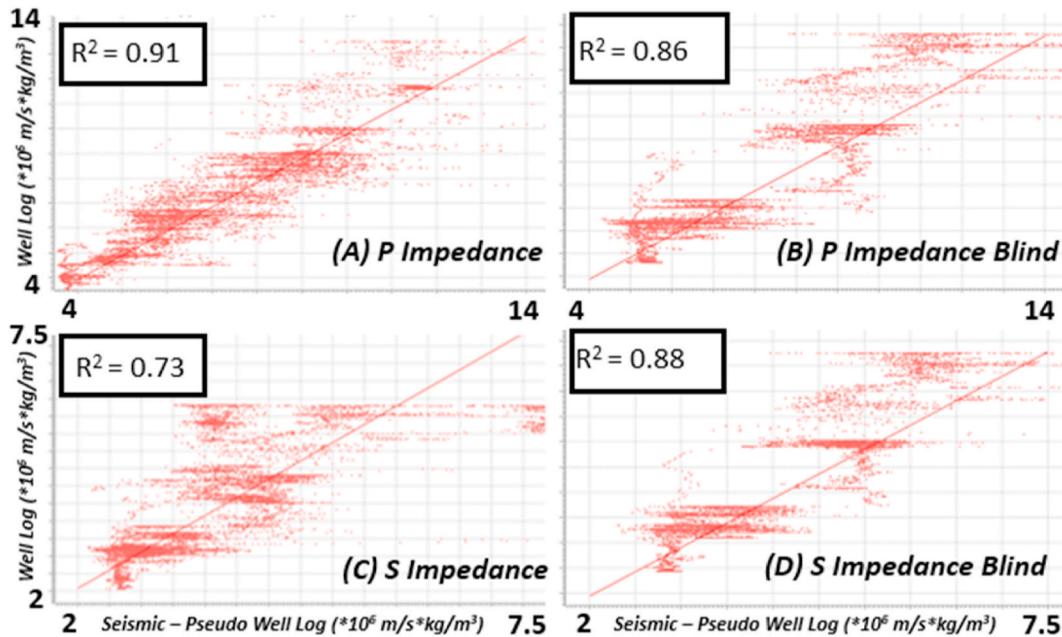 14
R² = 0.91
Well Log (*10⁶ m/s*kg/m³)
(A) P Impedance
4
4
14
R² = 0.86
(B) P Impedance Blind
4
14
7.5
R² = 0.73
Well Log (*10⁶ m/s*kg/m³)
(C) S Impedance
2
2
Seismic – Pseudo Well Log (*10⁶ m/s*kg/m³)
7.5
R² = 0.88
(D) S Impedance Blind
2
Seismic – Pseudo Well Log (*10⁶ m/s*kg/m³)
7.5